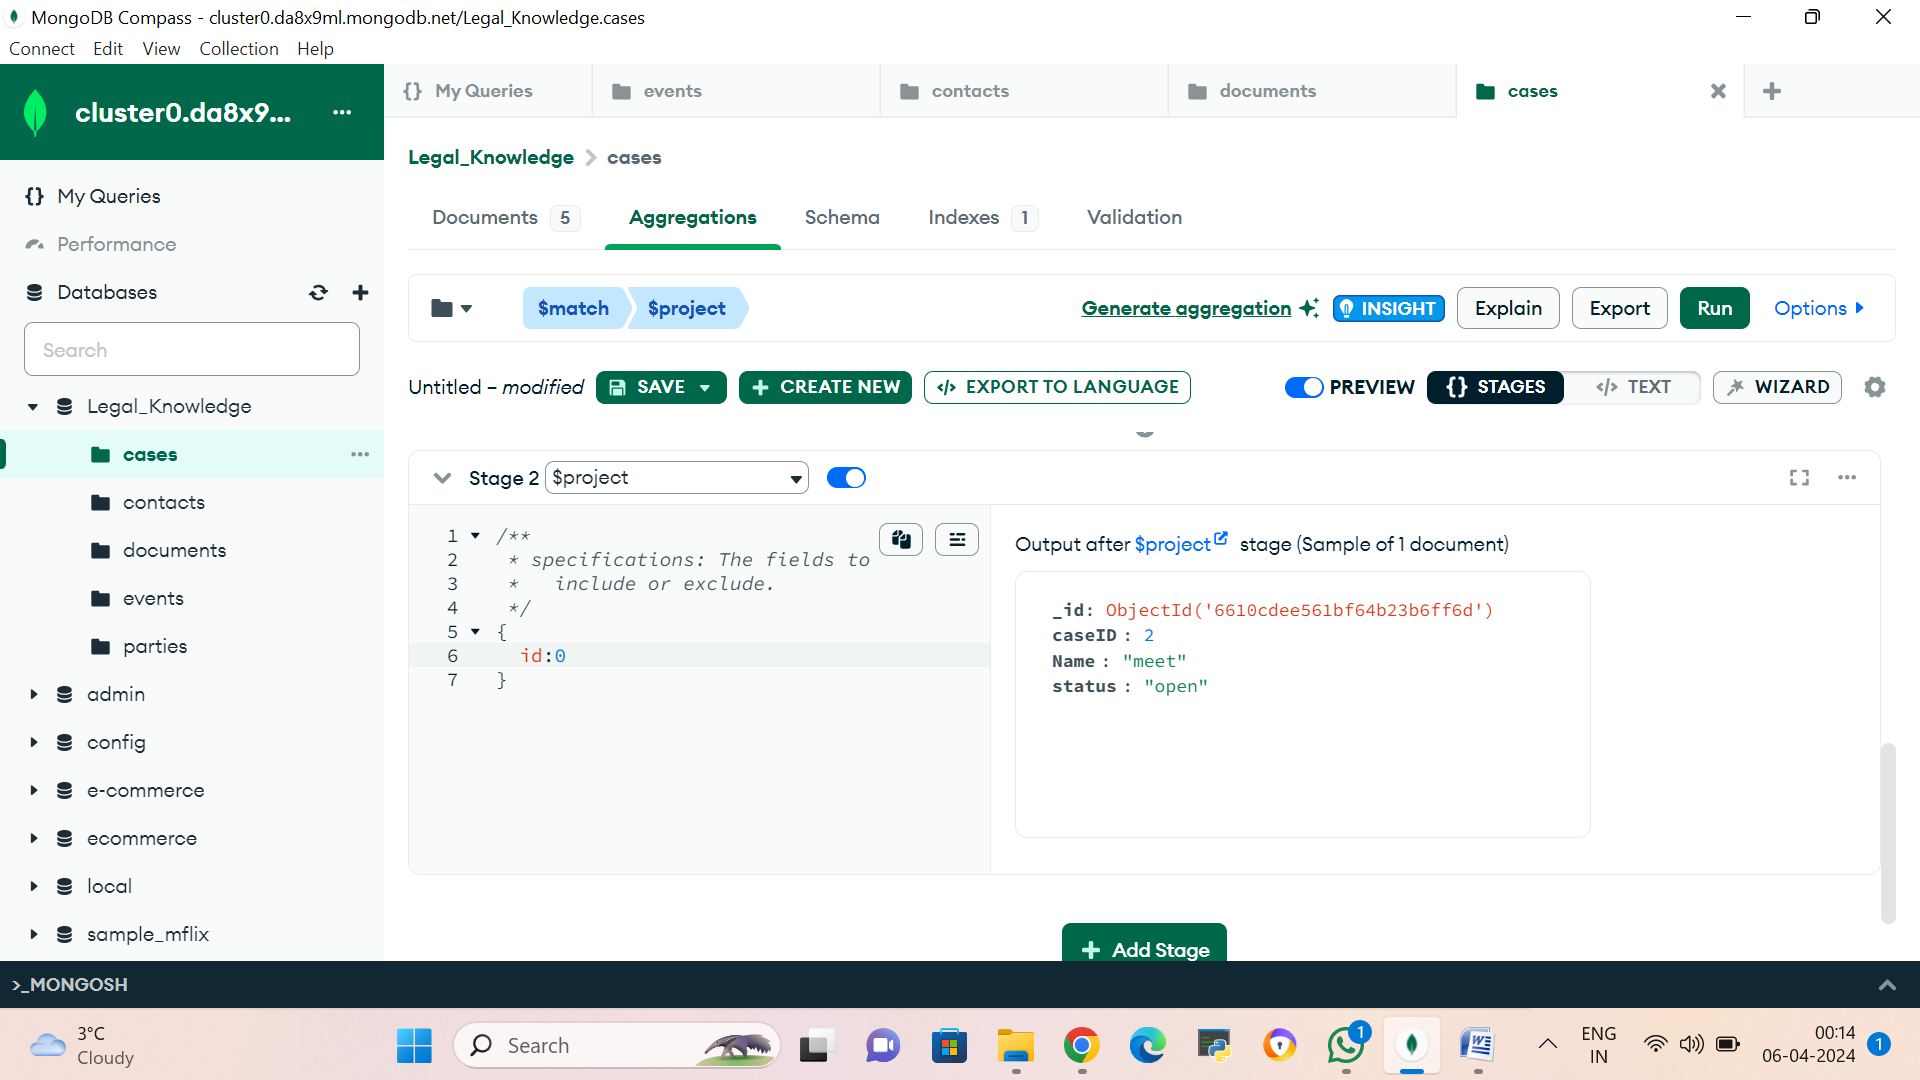 MongoDB Compass - cluster0.da8x9ml.mongodb.net/Legal_Knowledge.cases
Connect Edit View Collection Help
cluster0.da8x9...
{} My Queries
events
contacts
documents
cases
Legal_Knowledge > cases
{} My Queries
Performance
Databases
Search
Legal_Knowledge
cases
contacts
documents
events
parties
admin
config
e-commerce
ecommerce
local
sample_mflix
Documents 5
Aggregations
Schema
Indexes 1
Validation
$match $project
Generate aggregation
INSIGHT
Explain
Export
Run
Options
Untitled – modified
SAVE
+ CREATE NEW
</> EXPORT TO LANGUAGE
PREVIEW
{} STAGES
</> TEXT
WIZARD
Stage 2 $project
1 /**
2 * specifications: The fields to
3 *   include or exclude.
4 */
5 {
6 id:0
7 }
Output after $project stage (Sample of 1 document)
_id: ObjectId('6610cdee561bf64b23b6ff6d')
caseID : 2
Name : "meet"
status : "open"
+ Add Stage
>_MONGOSH
3°C
Cloudy
Search
1
ENG
IN
00:14
06-04-2024
1